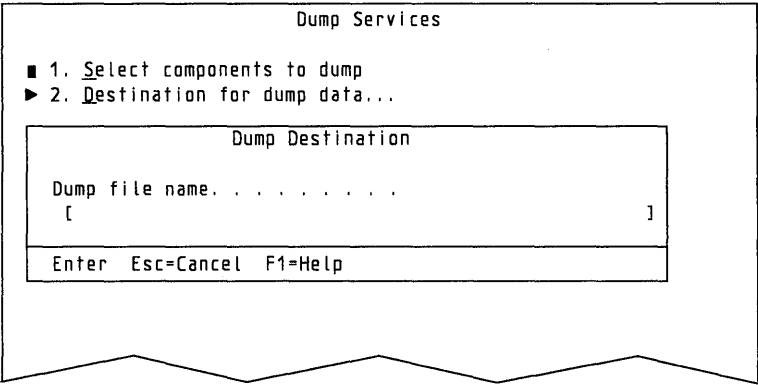 Dump Services
■ 1. Select components to dump
▶ 2. Destination for dump data...
Dump Destination
Dump file name. . . . . . . . .
[ ]
Enter Esc=Cancel F1=Help